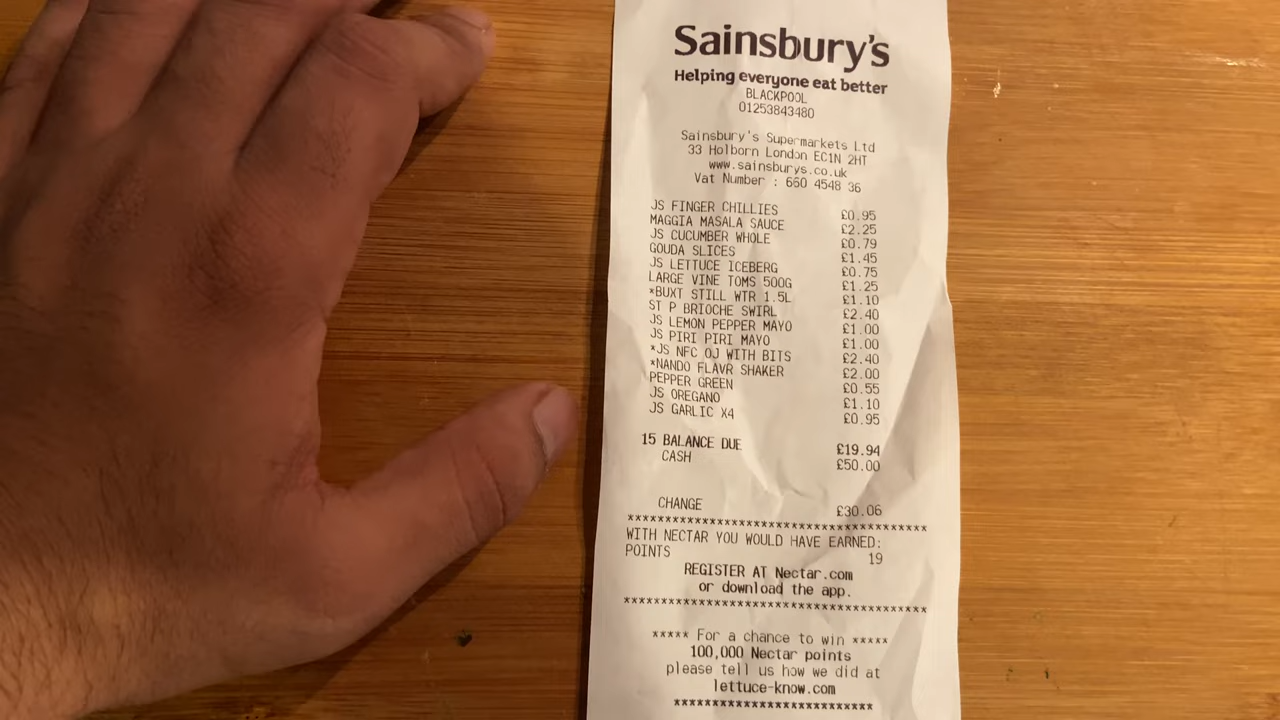 Sainsbury's
Helping everyone eat better
BLACKPOOL
01253843480
Sainsbury's Supermarkets Ltd
33 Holborn London EC1N 2HT
www.sainsburys.co.uk
Vat Number : 660 4548 36
JS FINGER CHILLIES £0.95
MAGGIA MASALA SAUCE £2.25
JS CUCUMBER WHOLE £0.79
GOUDA SLICES £1.45
JS LETTUCE ICEBERG £0.75
LARGE VINE TOMS 500G £1.25
*BUXT STILL WTR 1.5L £1.10
ST P BRIOCHE SWIRL £2.40
JS LEMON PEPPER MAYO £1.00
JS PIRI PIRI MAYO £1.00
*JS NFC OJ WITH BITS £2.40
*NANDO FLAVR SHAKER £2.00
PEPPER GREEN £0.55
JS OREGANO £1.10
JS GARLIC X4 £0.95
15 BALANCE DUE £19.94
CASH £50.00
CHANGE £30.06
****************************************
WITH NECTAR YOU WOULD HAVE EARNED:
POINTS 19
REGISTER AT Nectar.com
or download the app.
****************************************
***** For a chance to win *****
100,000 Nectar points
please tell us how we did at
lettuce-know.com
*************************